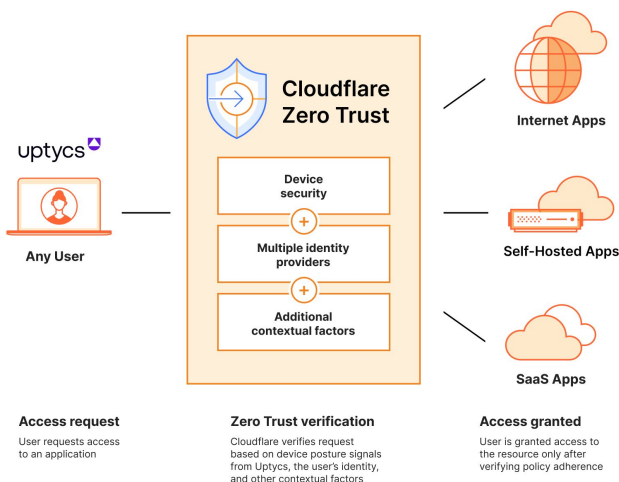 Cloudflare
Zero Trust
uptycs
Any User
Device
security
+
Multiple identity
providers
+
Additional
contextual factors
Internet Apps
Self-Hosted Apps
SaaS Apps
Access request
User requests access
to an application
Zero Trust verification
Cloudflare verifies request
based on device posture signals
from Uptycs, the user's identity,
and other contextual factors
Access granted
User is granted access to
the resource only after
verifying policy adherence